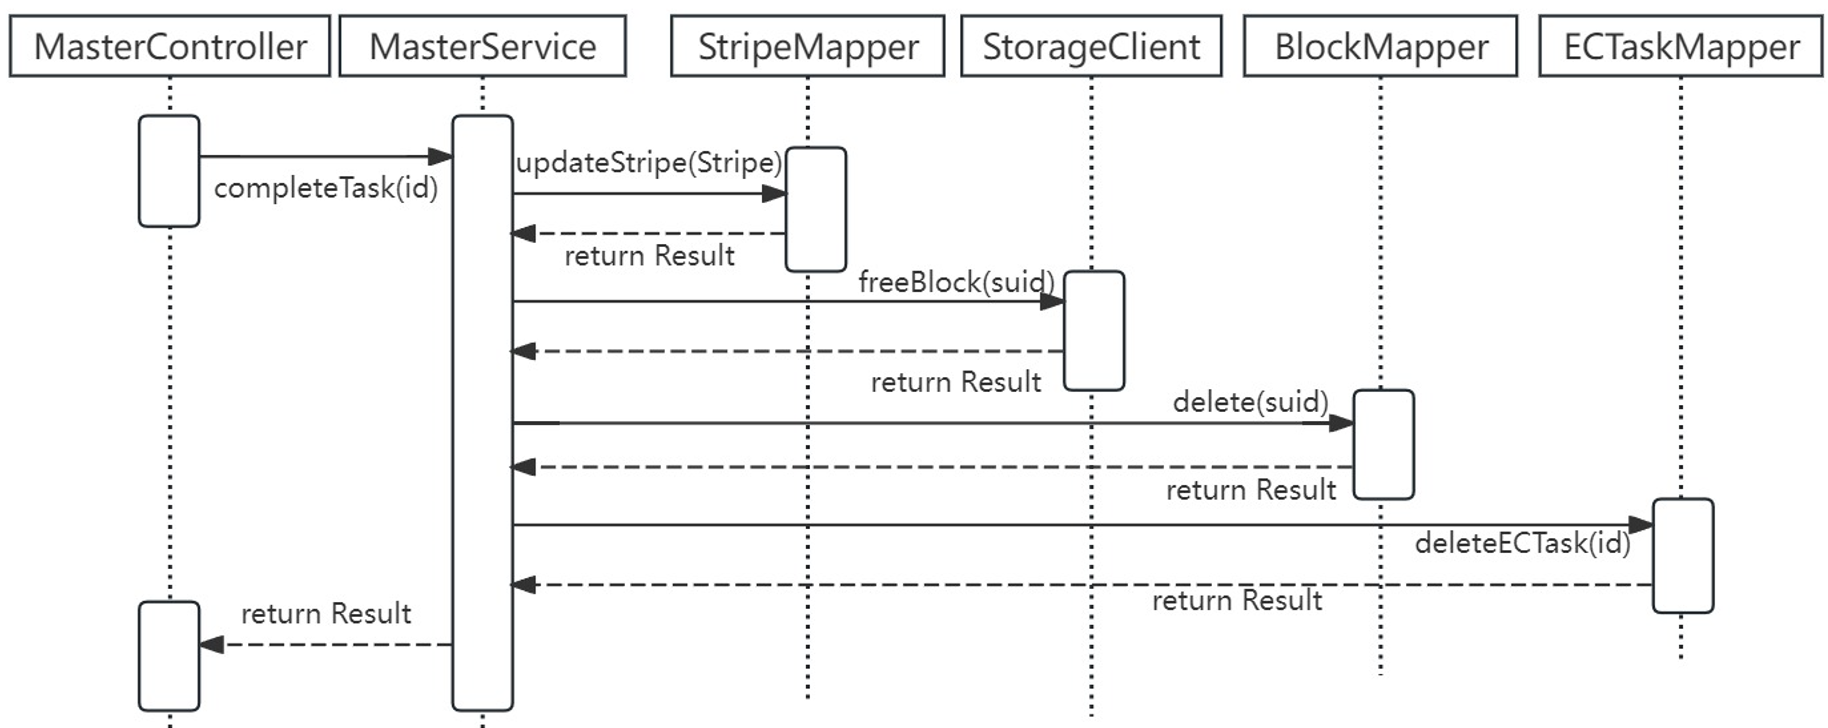 MasterController
MasterService
StripeMapper
StorageClient
BlockMapper
ECTaskMapper
completeTask(id)
updateStripe(Stripe)
return Result
freeBlock(suid)
return Result
delete(suid)
return Result
deleteECTask(id)
return Result
return Result